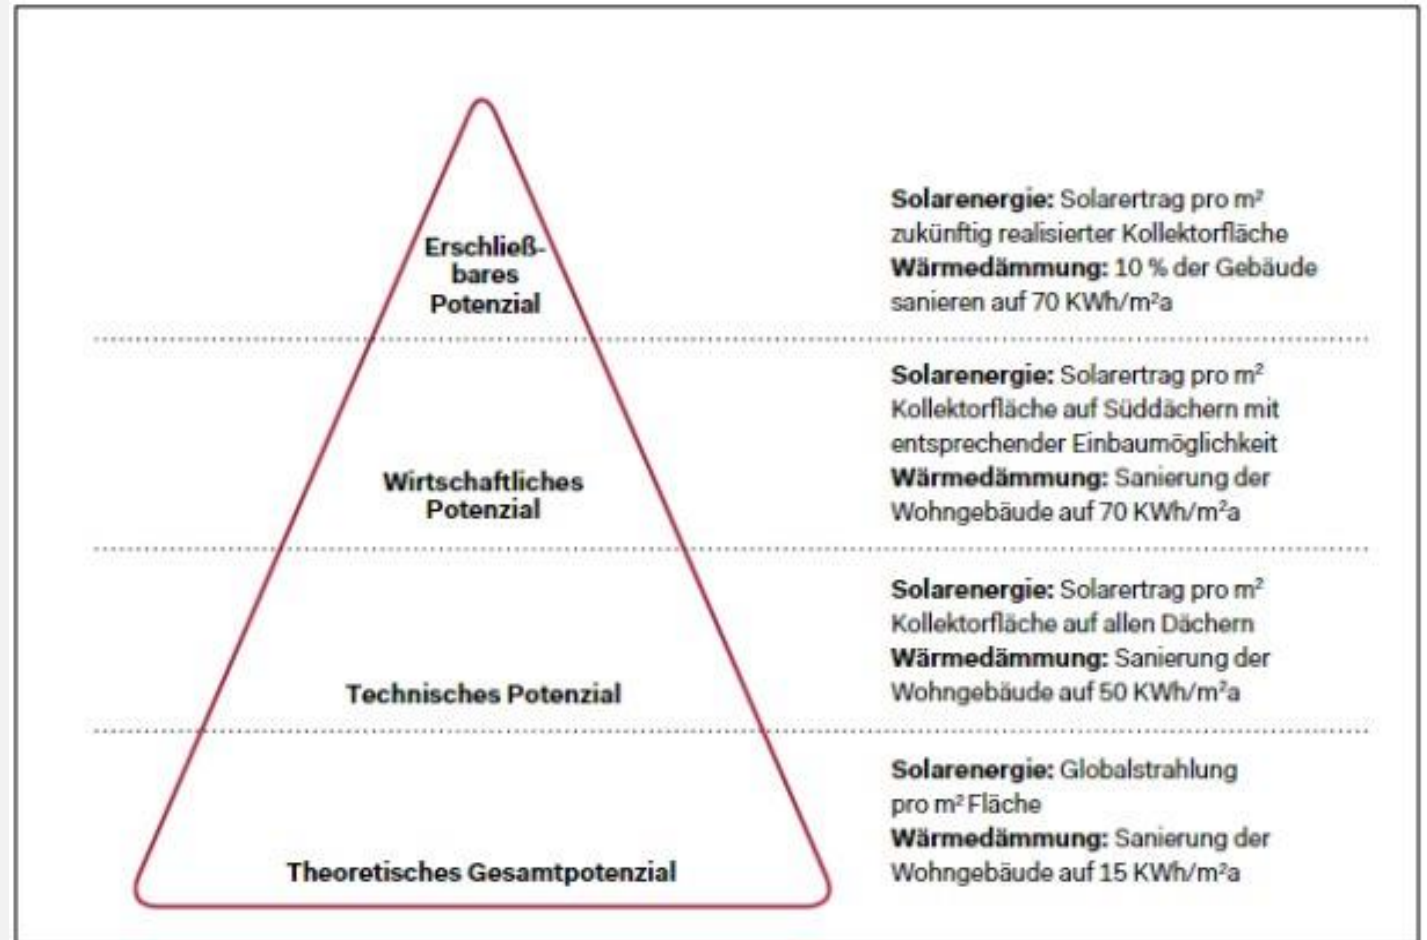 Erschließ-
bares
Potenzial
Solarenergie: Solarertrag pro m²
zukünftig realisierter Kollektorfläche
Wärmedämmung: 10 % der Gebäude
sanieren auf 70 KWh/m²a
Wirtschaftliches
Potenzial
Solarenergie: Solarertrag pro m²
Kollektorfläche auf Süddächern mit
entsprechender Einbaumöglichkeit
Wärmedämmung: Sanierung der
Wohngebäude auf 70 KWh/m²a
Technisches Potenzial
Solarenergie: Solarertrag pro m²
Kollektorfläche auf allen Dächern
Wärmedämmung: Sanierung der
Wohngebäude auf 50 KWh/m²a
Theoretisches Gesamtpotenzial
Solarenergie: Globalstrahlung
pro m² Fläche
Wärmedämmung: Sanierung der
Wohngebäude auf 15 KWh/m²a